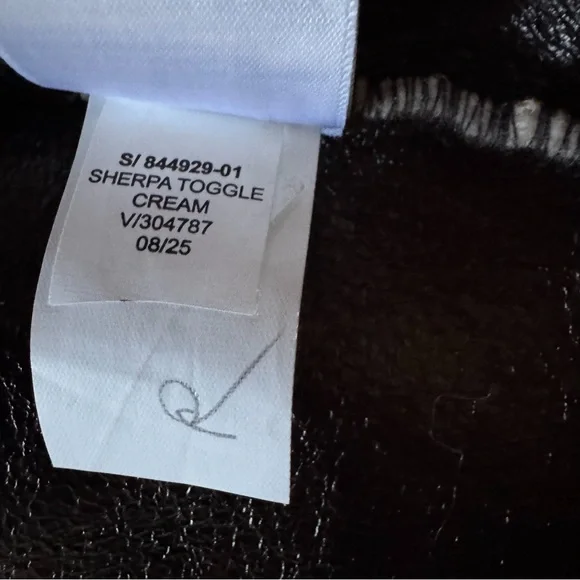 S/ 844929-01
SHERPA TOGGLE
CREAM
V/304787
08/25